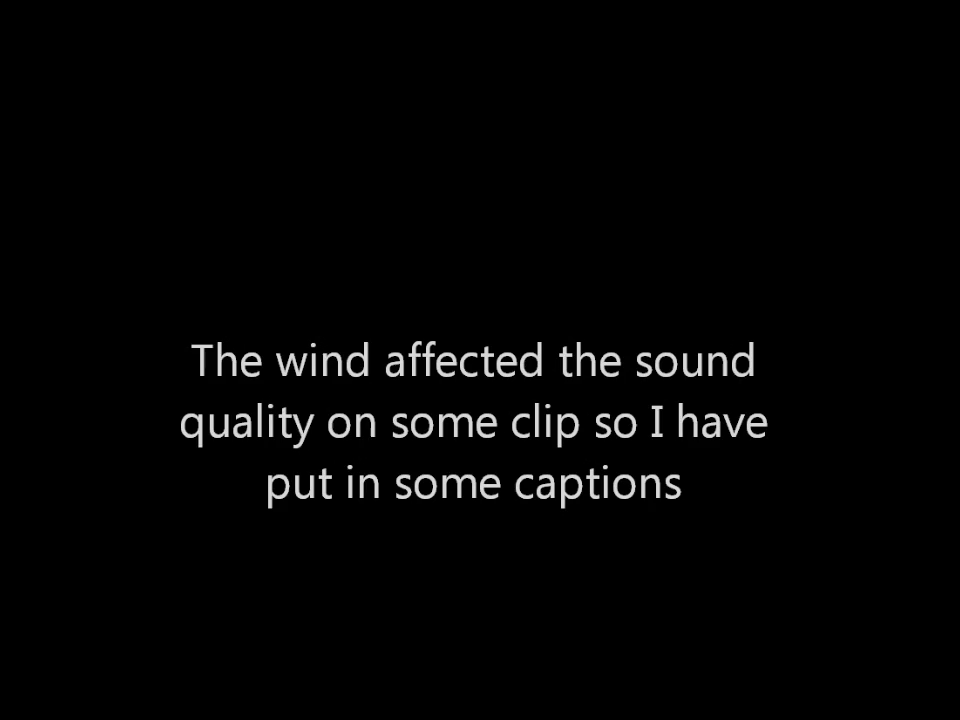 The wind affected the sound
quality on some clip so I have
put in some captions